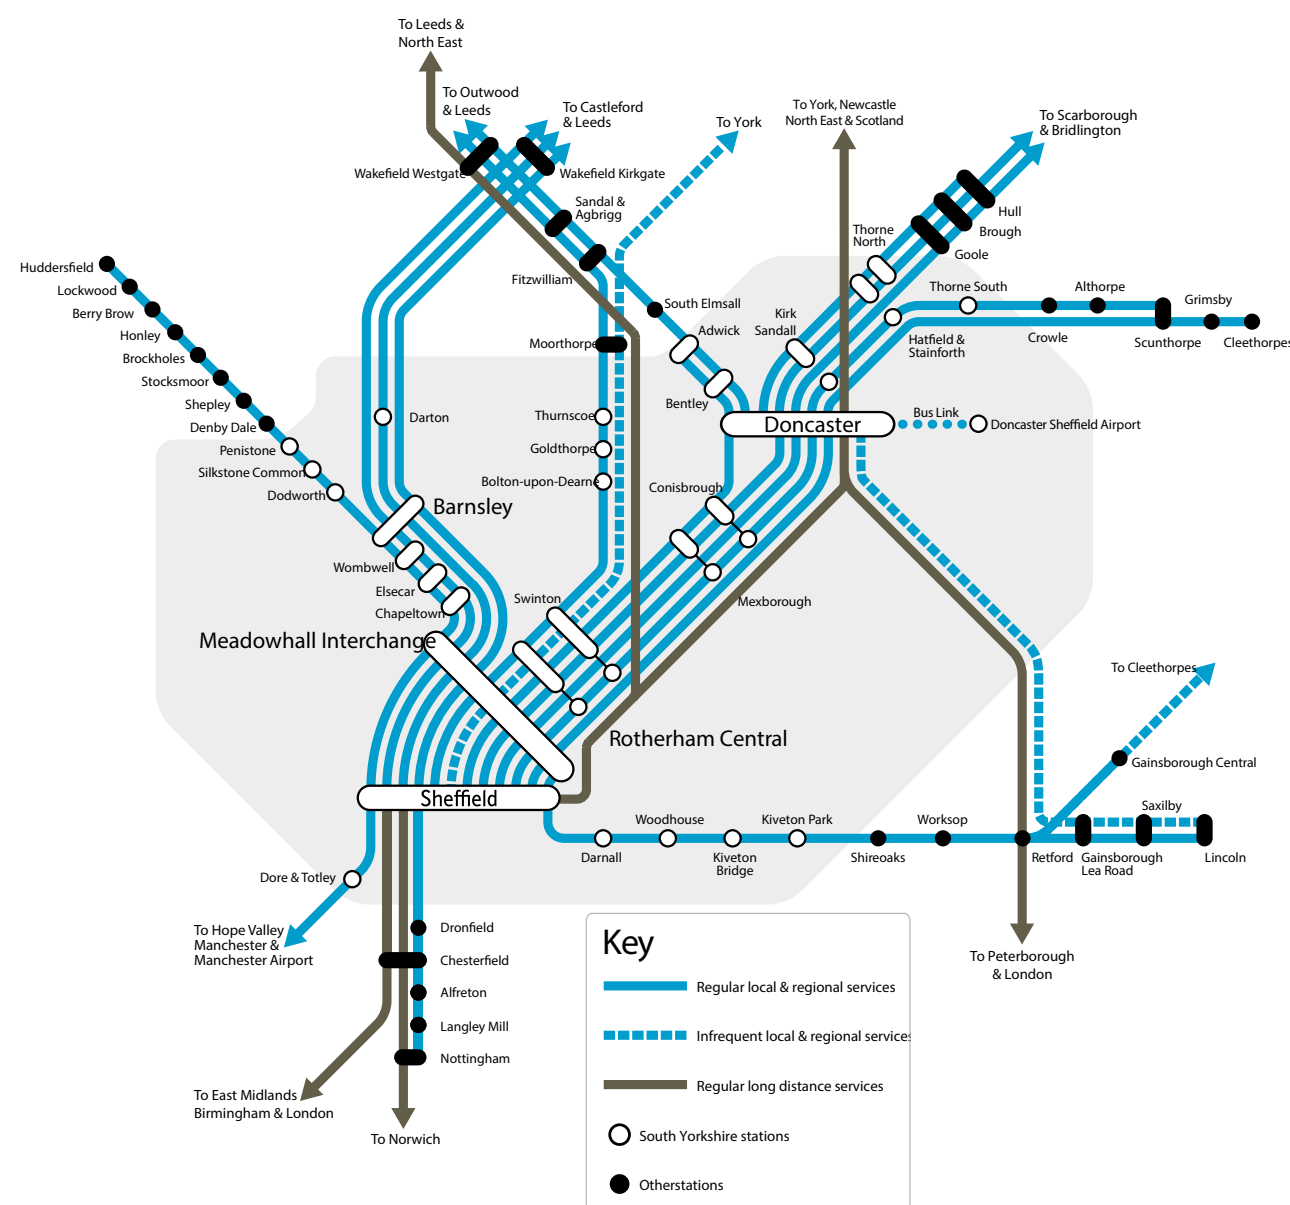 To Leeds &
North East
To Outwood
& Leeds
To Castleford
& Leeds
To York
To York, Newcastle
North East & Scotland
To Scarborough
& Bridlington
Wakefield Westgate
Wakefield Kirkgate
Sandal &
Agbrigg
Fitzwilliam
Hull
Brough
Goole
Thorne
North
Huddersfield
Lockwood
Berry Brow
Honley
Brockholes
Stocksmoor
Shepley
Denby Dale
Penistone
Silkstone Common
Dodworth
South Elmsall
Adwick
Bentley
Moorthorpe
Thurnscoe
Goldthorpe
Bolton-upon-Dearne
Darton
Barnsley
Wombwell
Elsecar
Chapeltown
Meadowhall Interchange
Kirk
Sandall
Thorne South
Althorpe
Grimsby
Hatfield &
Stainforth
Crowle
Scunthorpe
Cleethorpes
Doncaster
Bus Link
Doncaster Sheffield Airport
Conisbrough
Mexborough
Swinton
Rotherham Central
Sheffield
To Cleethorpes
Gainsborough Central
Saxilby
Darnall
Woodhouse
Kiveton
Bridge
Kiveton Park
Shireoaks
Worksop
Retford
Gainsborough
Lea Road
Lincoln
Dore & Totley
To Hope Valley
Manchester &
Manchester Airport
Dronfield
Chesterfield
Alfreton
Langley Mill
Nottingham
To East Midlands
Birmingham & London
To Norwich
To Peterborough
& London
Key
Regular local & regional services
Infrequent local & regional services
Regular long distance services
South Yorkshire stations
Otherstations